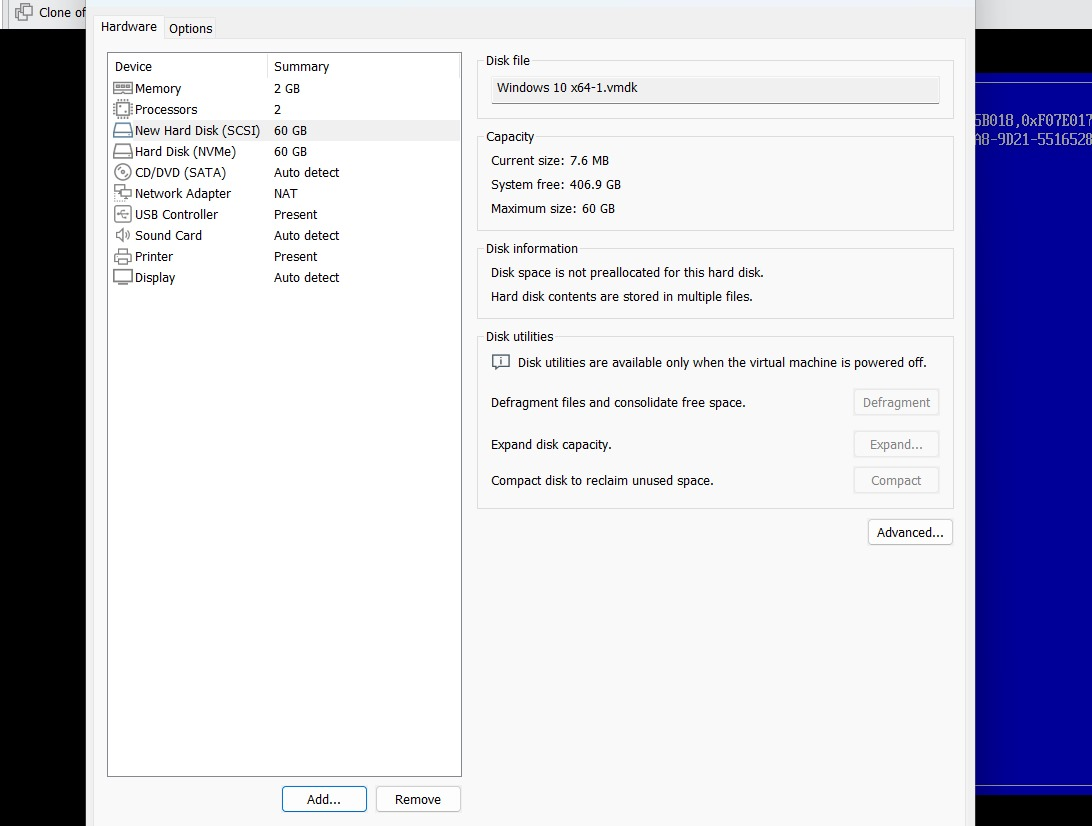 Clone of
Hardware Options
Device Summary
Memory 2 GB
Processors 2
New Hard Disk (SCSI) 60 GB
Hard Disk (NVMe) 60 GB
CD/DVD (SATA) Auto detect
Network Adapter NAT
USB Controller Present
Sound Card Auto detect
Printer Present
Display Auto detect
Add... Remove
Disk file
Windows 10 x64-1.vmdk
Capacity
Current size: 7.6 MB
System free: 406.9 GB
Maximum size: 60 GB
Disk information
Disk space is not preallocated for this hard disk.
Hard disk contents are stored in multiple files.
Disk utilities
Disk utilities are available only when the virtual machine is powered off.
Defragment files and consolidate free space. Defragment
Expand disk capacity. Expand...
Compact disk to reclaim unused space. Compact
Advanced...
5B018,0xF07E017
A8-9D21-5516528